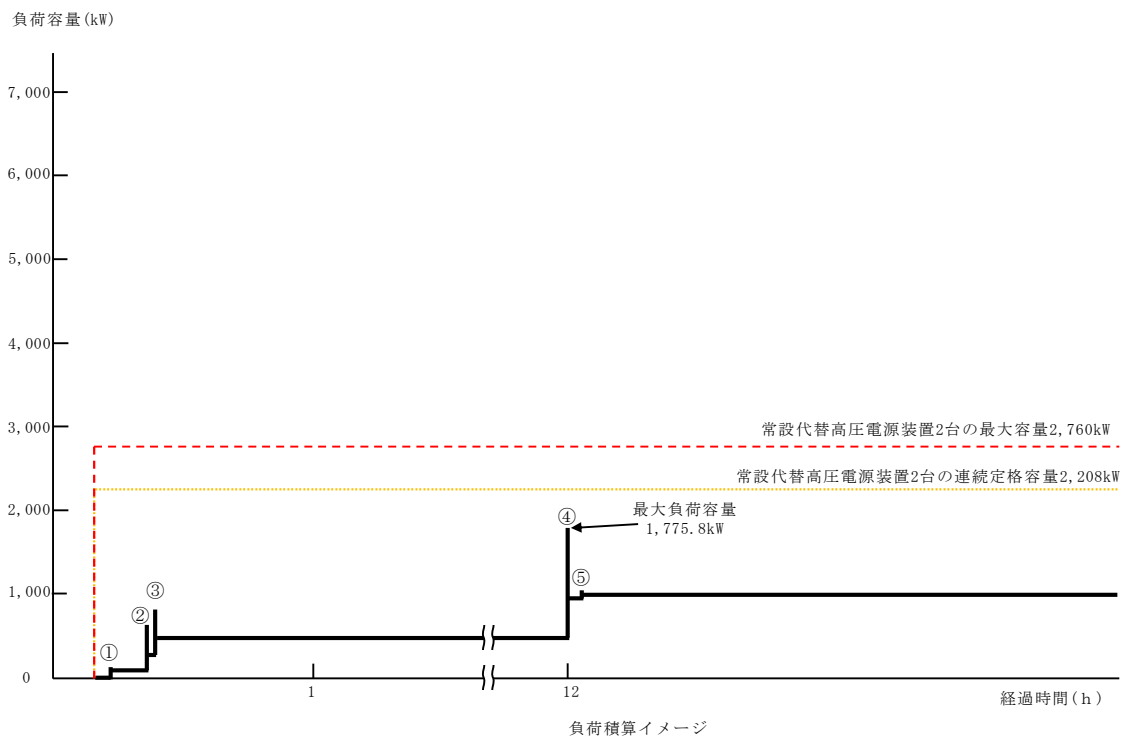 負荷容量(kW)
7,000
6,000
5,000
4,000
3,000
常設代替高圧電源装置2台の最大容量2,760kW
常設代替高圧電源装置2台の連続定格容量2,208kW
2,000
④
最大負荷容量
1,775.8kW
⑤
1,000
③
②
①
0
1
12
経過時間(h)
負荷積算イメージ